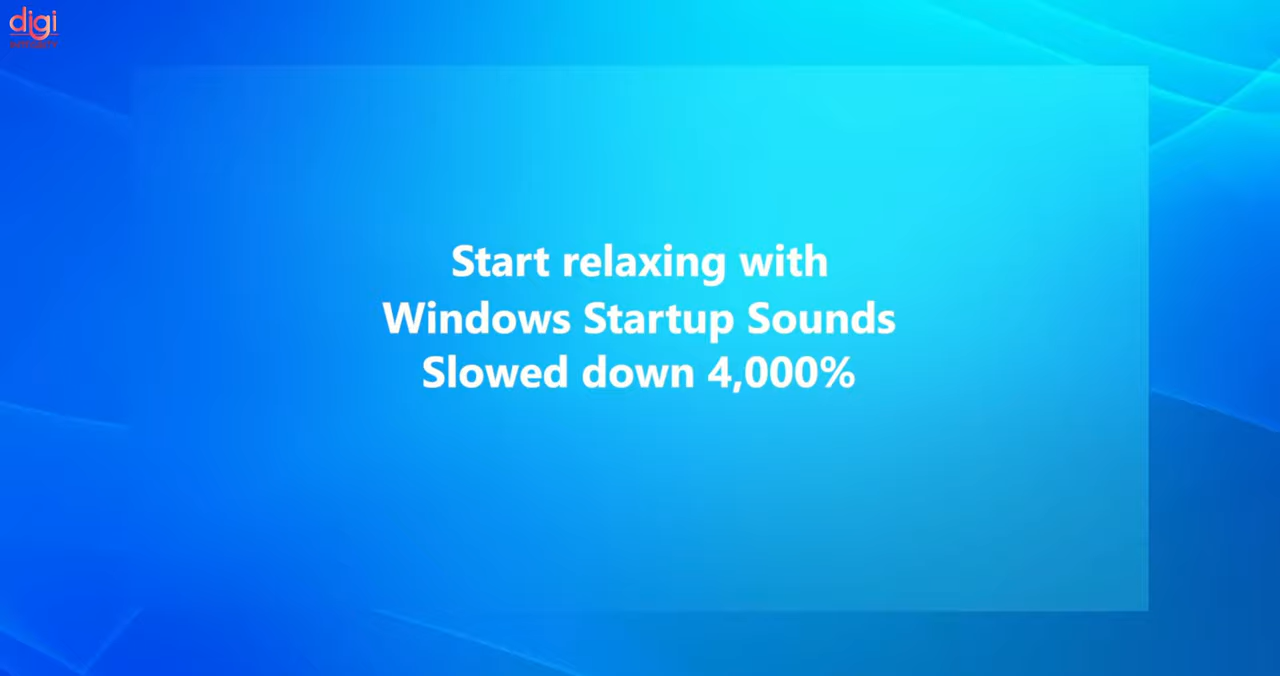 digi
Start relaxing with
Windows Startup Sounds
Slowed down 4,000%